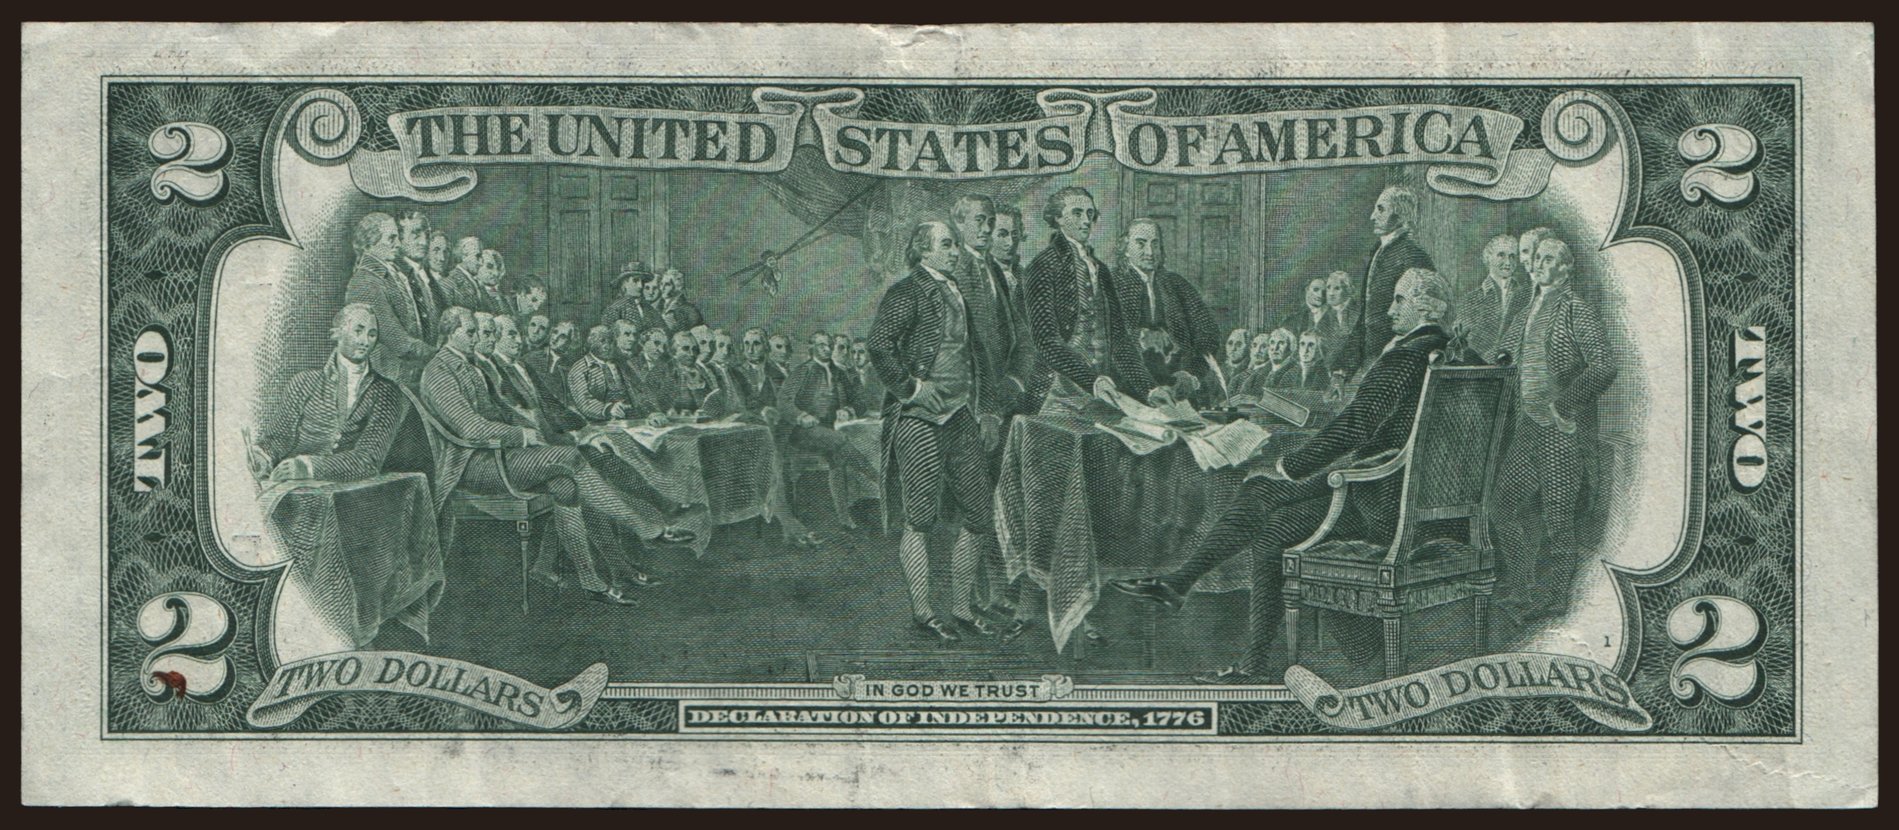 THE UNITED STATES OF AMERICA
2
2
TWO
TWO
2
2
1
TWO DOLLARS
IN GOD WE TRUST
TWO DOLLARS
DECLARATION OF INDEPENDENCE, 1776